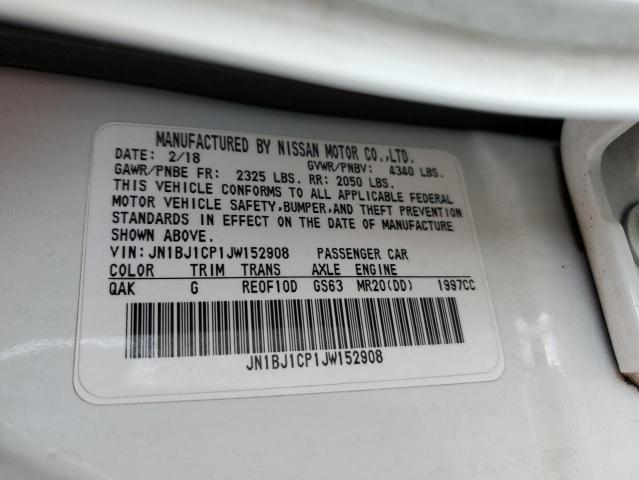 MANUFACTURED BY NISSAN MOTOR CO.,LTD.
DATE: 2/18 GVWR/PNBV: 4340 LBS.
GAWR/PNBE FR: 2325 LBS. RR: 2050 LBS.
THIS VEHICLE CONFORMS TO ALL APPLICABLE FEDERAL
MOTOR VEHICLE SAFETY,BUMPER,AND THEFT PREVENTION
STANDARDS IN EFFECT ON THE DATE OF MANUFACTURE
SHOWN ABOVE.
VIN:JN1BJ1CP1JW152908 PASSENGER CAR
COLOR TRIM TRANS AXLE ENGINE
QAK G RE0F10D GS63 MR20(DD) 1997CC
JN1BJ1CP1JW152908